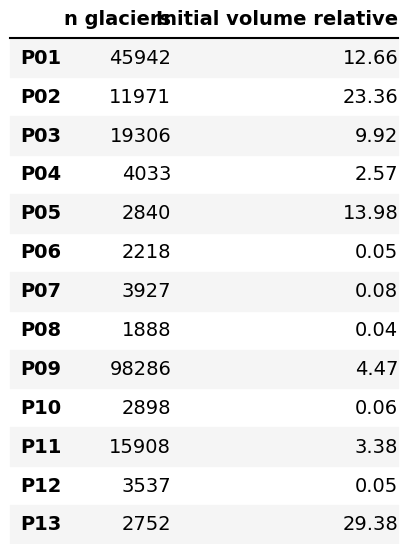 n glaciers Initial volume relative
P01 45942 12.66
P02 11971 23.36
P03 19306 9.92
P04 4033 2.57
P05 2840 13.98
P06 2218 0.05
P07 3927 0.08
P08 1888 0.04
P09 98286 4.47
P10 2898 0.06
P11 15908 3.38
P12 3537 0.05
P13 2752 29.38